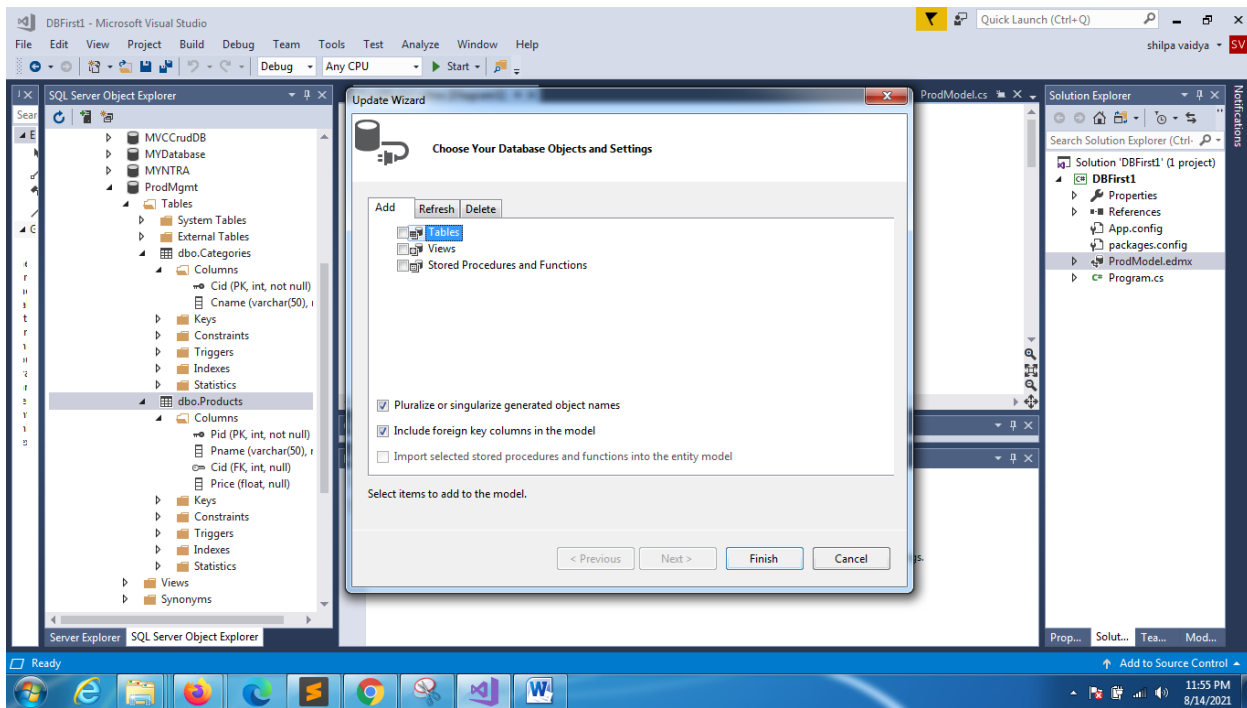 DBFirst1 - Microsoft Visual Studio
Quick Launch (Ctrl+Q)
File Edit View Project Build Debug Team Tools Test Analyze Window Help
shilpa vaidya SV
Debug Any CPU Start
SQL Server Object Explorer
MVCCrudDB
MYDatabase
MYNTRA
ProdMgmt
Tables
System Tables
External Tables
dbo.Categories
Columns
Cid (PK, int, not null)
Cname (varchar(50),
Keys
Constraints
Triggers
Indexes
Statistics
dbo.Products
Columns
Pid (PK, int, not null)
Pname (varchar(50),
Cid (FK, int, null)
Price (float, null)
Keys
Constraints
Triggers
Indexes
Statistics
Views
Synonyms
Server Explorer SQL Server Object Explorer
Update Wizard
Choose Your Database Objects and Settings
Add Refresh Delete
Tables
Views
Stored Procedures and Functions
Pluralize or singularize generated object names
Include foreign key columns in the model
Import selected stored procedures and functions into the entity model
Select items to add to the model.
< Previous Next > Finish Cancel
ProdModel.cs
Solution Explorer
Search Solution Explorer (Ctrl-
Solution 'DBFirst1' (1 project)
C# DBFirst1
Properties
References
App.config
packages.config
ProdModel.edmx
C# Program.cs
Prop... Solut... Tea... Mod...
Notifications
Ready
Add to Source Control
11:55 PM
8/14/2021